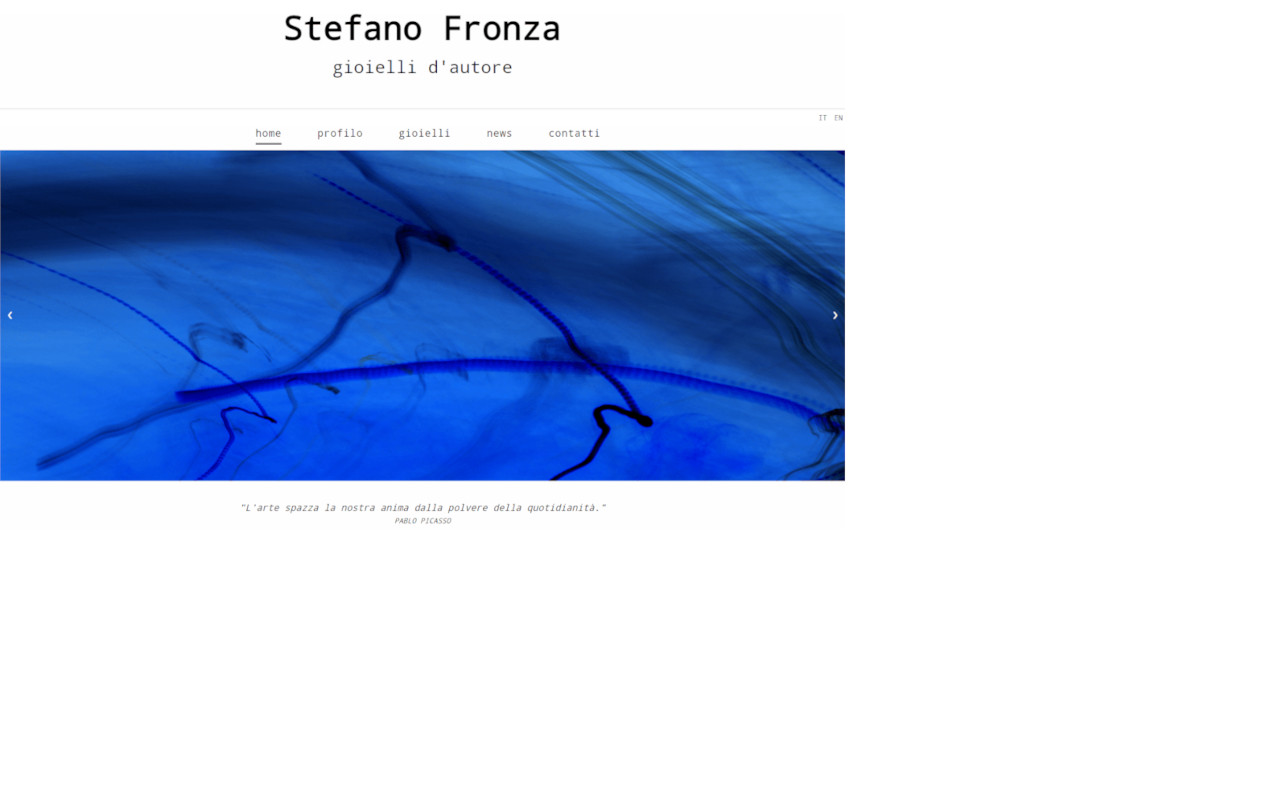 Stefano Fronza
gioielli d'autore
IT EN
home profilo gioielli news contatti
‹ ›
"L'arte spazza la nostra anima dalla polvere della quotidianità."
PABLO PICASSO